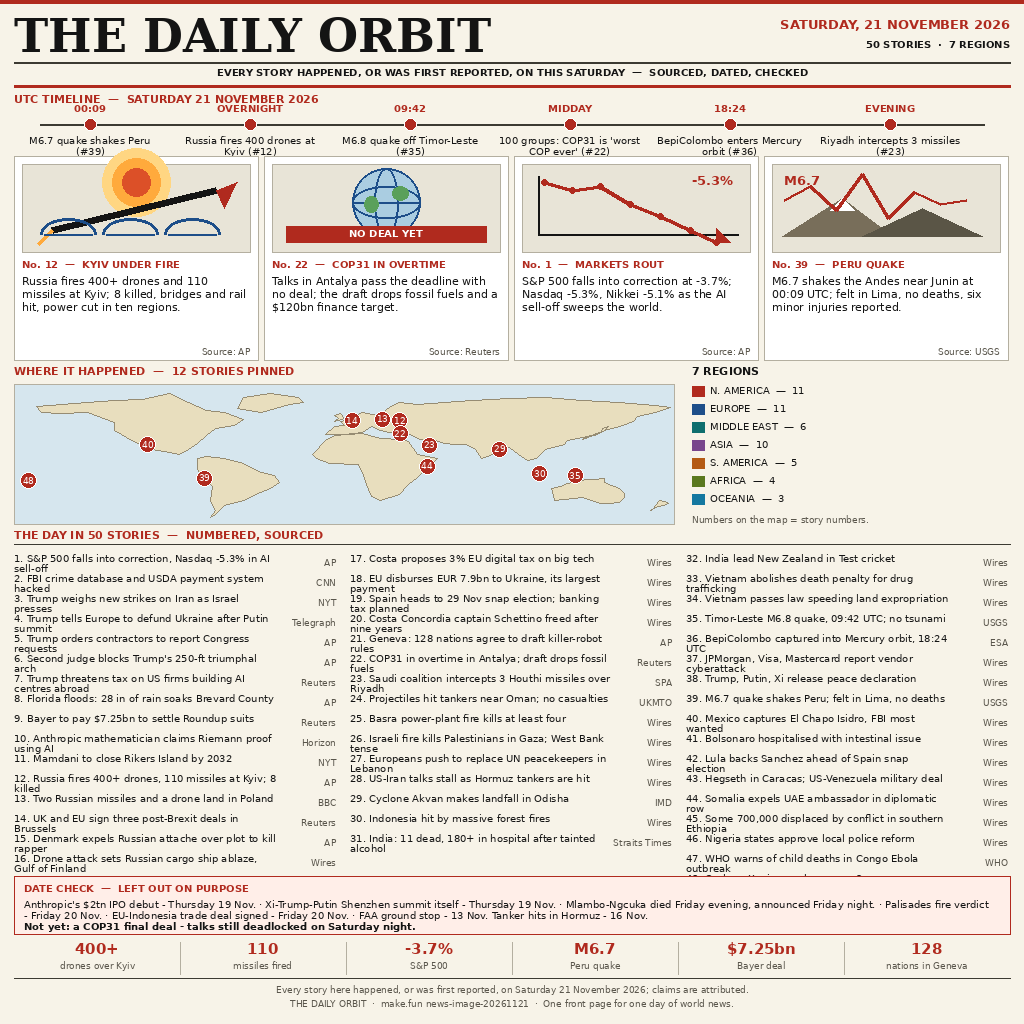 THE DAILY ORBIT
SATURDAY, 21 NOVEMBER 2026
50 STORIES · 7 REGIONS
EVERY STORY HAPPENED, OR WAS FIRST REPORTED, ON THIS SATURDAY — SOURCED, DATED, CHECKED
UTC TIMELINE — SATURDAY 21 NOVEMBER 2026
00:09
M6.7 quake shakes Peru
(#39)
OVERNIGHT
Russia fires 400 drones at
Kyiv (#12)
09:42
M6.8 quake off Timor-Leste
(#35)
MIDDAY
100 groups: COP31 is 'worst
COP ever' (#22)
18:24
BepiColombo enters Mercury
orbit (#36)
EVENING
Riyadh intercepts 3 missiles
(#23)
No. 12 — KYIV UNDER FIRE
Russia fires 400+ drones and 110
missiles at Kyiv; 8 killed, bridges and rail
hit, power cut in ten regions.
Source: AP
NO DEAL YET
No. 22 — COP31 IN OVERTIME
Talks in Antalya pass the deadline with
no deal; the draft drops fossil fuels and a
$120bn finance target.
Source: Reuters
-5.3%
No. 1 — MARKETS ROUT
S&P 500 falls into correction at -3.7%;
Nasdaq -5.3%, Nikkei -5.1% as the AI
sell-off sweeps the world.
Source: AP
M6.7
No. 39 — PERU QUAKE
M6.7 shakes the Andes near Junin at
00:09 UTC; felt in Lima, no deaths, six
minor injuries reported.
Source: USGS
WHERE IT HAPPENED — 12 STORIES PINNED
14
13
12
22
40
23
29
44
48
39
30
35
7 REGIONS
N. AMERICA — 11
EUROPE — 11
MIDDLE EAST — 6
ASIA — 10
S. AMERICA — 5
AFRICA — 4
OCEANIA — 3
Numbers on the map = story numbers.
THE DAY IN 50 STORIES — NUMBERED, SOURCED
1. S&P 500 falls into correction, Nasdaq -5.3% in AI
sell-off
AP
2. FBI crime database and USDA payment system
hacked
CNN
3. Trump weighs new strikes on Iran as Israel
presses
NYT
4. Trump tells Europe to defund Ukraine after Putin
summit
Telegraph
5. Trump orders contractors to report Congress
requests
AP
6. Second judge blocks Trump's 250-ft triumphal
arch
AP
7. Trump threatens tax on US firms building AI
centres abroad
Reuters
8. Florida floods: 28 in of rain soaks Brevard County
AP
9. Bayer to pay $7.25bn to settle Roundup suits
Reuters
10. Anthropic mathematician claims Riemann proof
using AI
Horizon
11. Mamdani to close Rikers Island by 2032
NYT
12. Russia fires 400+ drones, 110 missiles at Kyiv; 8
killed
AP
13. Two Russian missiles and a drone land in Poland
BBC
14. UK and EU sign three post-Brexit deals in
Brussels
Wires
15. Denmark expels Russian attache over plot to kill
rapper
AP
16. Drone attack sets Russian cargo ship ablaze,
Gulf of Finland
Wires
17. Costa proposes 3% EU digital tax on big tech
Wires
18. EU disburses EUR 7.9bn to Ukraine, its largest
payment
Wires
19. Spain heads to 29 Nov snap election; banking
tax planned
Wires
20. Costa Concordia captain Schettino freed after
nine years
Wires
21. Geneva: 128 nations agree to draft killer-robot
rules
AP
22. COP31 in overtime in Antalya; draft drops fossil
fuels
Reuters
23. Saudi coalition intercepts 3 Houthi missiles over
Riyadh
SPA
24. Projectiles hit tankers near Oman; no casualties
UKMTO
25. Basra power-plant fire kills at least four
Wires
26. Israeli fire kills Palestinians in Gaza; West Bank
tense
Wires
27. Europeans push to replace UN peacekeepers in
Lebanon
Wires
28. US-Iran talks stall as Hormuz tankers are hit
Wires
29. Cyclone Akvan makes landfall in Odisha
IMD
30. Indonesia hit by massive forest fires
Wires
31. India: 11 dead, 180+ in hospital after tainted
alcohol
Straits Times
32. India lead New Zealand in Test cricket
Wires
33. Vietnam abolishes death penalty for drug
trafficking
Wires
34. Vietnam passes law speeding land expropriation
Wires
35. Timor-Leste M6.8 quake, 09:42 UTC; no tsunami
USGS
36. BepiColombo captured into Mercury orbit, 18:24
UTC
ESA
37. JPMorgan, Visa, Mastercard report vendor
cyberattack
Wires
38. Trump, Putin, Xi release peace declaration
Wires
39. M6.7 quake shakes Peru; felt in Lima, no deaths
USGS
40. Mexico captures El Chapo Isidro, FBI most
wanted
Wires
41. Bolsonaro hospitalised with intestinal issue
Wires
42. Lula backs Sanchez ahead of Spain snap
election
Wires
43. Hegseth in Caracas; US-Venezuela military deal
Wires
44. Somalia expels UAE ambassador in diplomatic
row
Wires
45. Some 700,000 displaced by conflict in southern
Ethiopia
Wires
46. Nigeria states approve local police reform
Wires
47. WHO warns of child deaths in Congo Ebola
outbreak
WHO
DATE CHECK — LEFT OUT ON PURPOSE
Anthropic's $2tn IPO debut - Thursday 19 Nov. · Xi-Trump-Putin Shenzhen summit itself - Thursday 19 Nov. · Mlambo-Ngcuka died Friday evening, announced Friday night. · Palisades fire verdict
- Friday 20 Nov. · EU-Indonesia trade deal signed - Friday 20 Nov. · FAA ground stop - 13 Nov. Tanker hits in Hormuz - 16 Nov.
Not yet: a COP31 final deal - talks still deadlocked on Saturday night.
400+
drones over Kyiv
110
missiles fired
-3.7%
S&P 500
M6.7
Peru quake
$7.25bn
Bayer deal
128
nations in Geneva
Every story here happened, or was first reported, on Saturday 21 November 2026; claims are attributed.
THE DAILY ORBIT · make.fun news-image-20261121 · One front page for one day of world news.